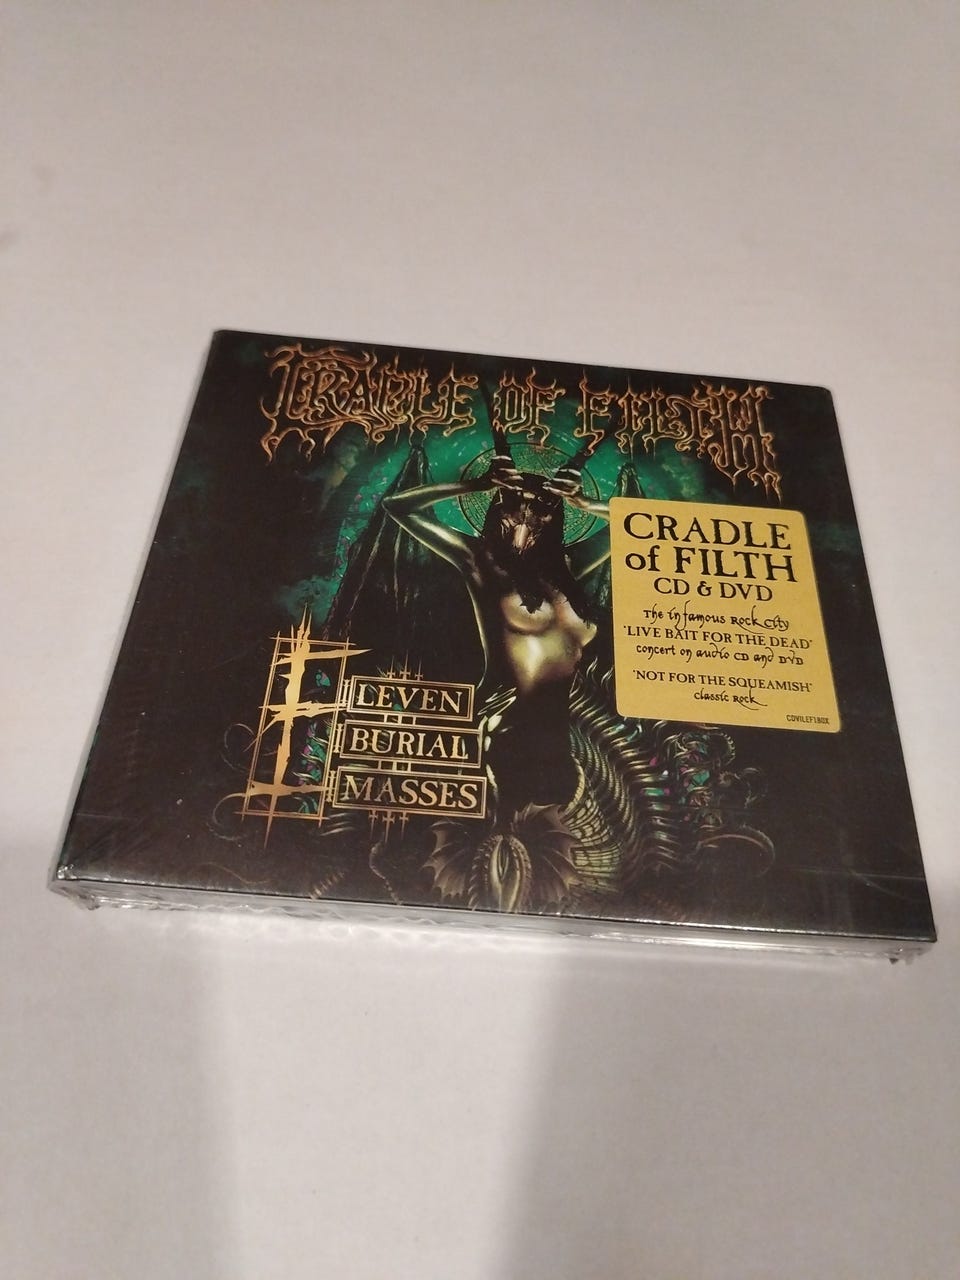 CRADLE OF FILTH
CRADLE
of FILTH
CD & DVD
The infamous Rock City
'LIVE BAIT FOR THE DEAD'
concert on audio CD and DVD
'NOT FOR THE SQUEAMISH'
classic Rock
CDVILEF180X
ELEVEN
BURIAL
MASSES